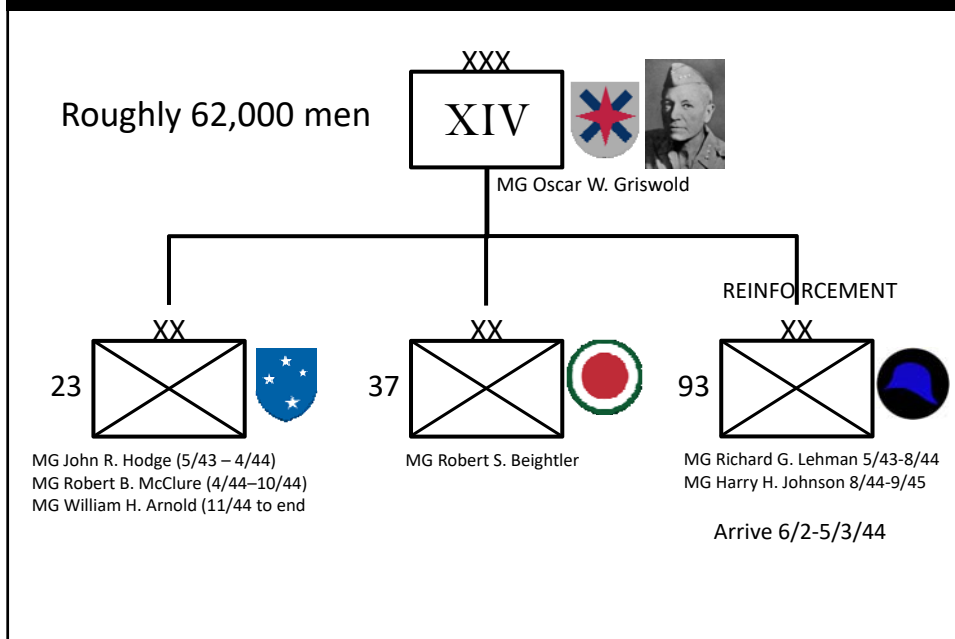 XXX
Roughly 62,000 men
XIV
MG Oscar W. Griswold
REINFORCEMENT
XX
XX
XX
23
37
93
MG John R. Hodge (5/43 – 4/44)
MG Robert B. McClure (4/44–10/44)
MG William H. Arnold (11/44 to end
MG Robert S. Beightler
MG Richard G. Lehman 5/43-8/44
MG Harry H. Johnson 8/44-9/45
Arrive 6/2-5/3/44